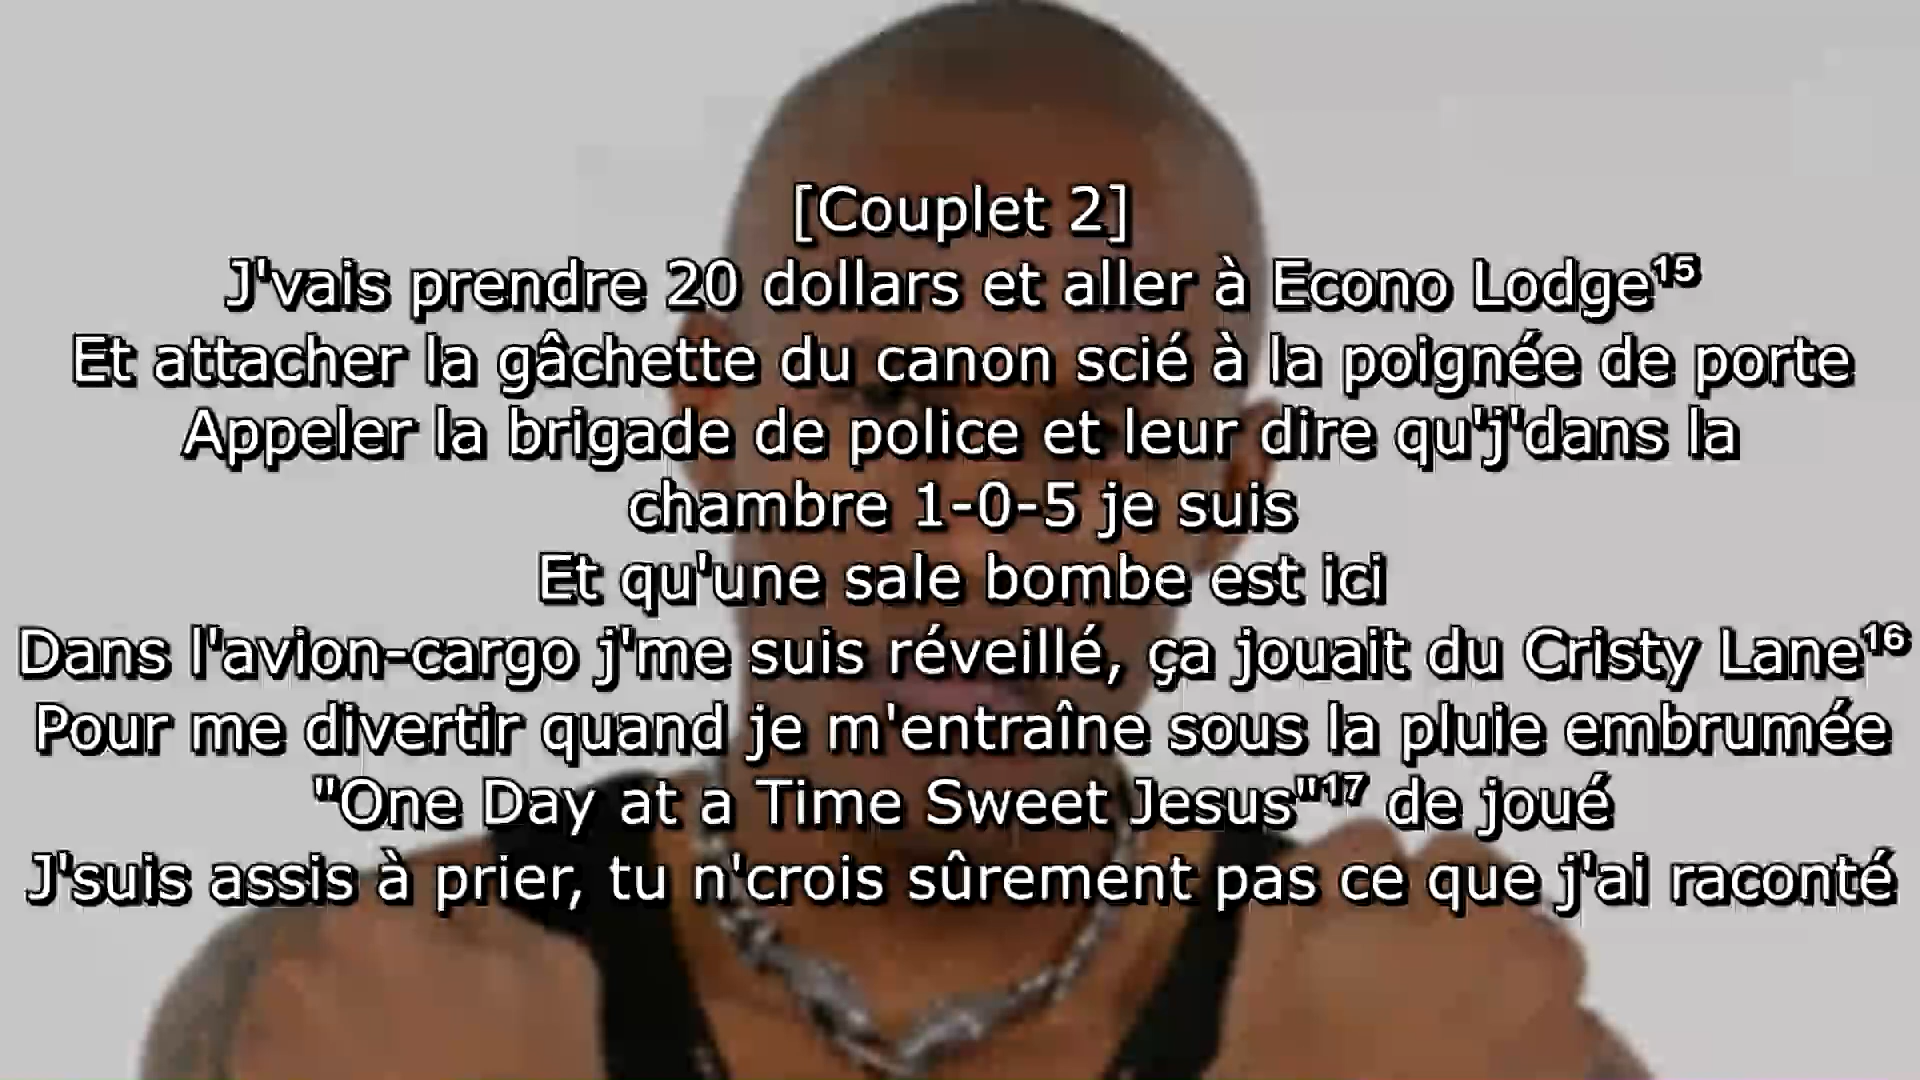 [Couplet 2]
J'vais prendre 20 dollars et aller à Econo Lodge¹⁵
Et attacher la gâchette du canon scié à la poignée de porte
Appeler la brigade de police et leur dire qu'j'dans la
chambre 1-0-5 je suis
Et qu'une sale bombe est ici
Dans l'avion-cargo j'me suis réveillé, ça jouait du Cristy Lane¹⁶
Pour me divertir quand je m'entraîne sous la pluie embrumée
"One Day at a Time Sweet Jesus"¹⁷ de joué
J'suis assis à prier, tu n'crois sûrement pas ce que j'ai raconté